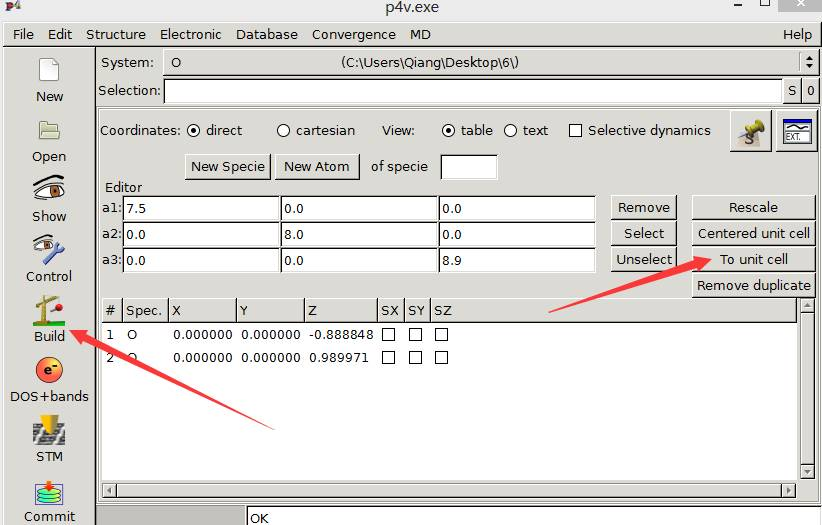 p4v.exe
File Edit Structure Electronic Database Convergence MD Help
System: O (C:\Users\Qiang\Desktop\6\)
Selection: S 0
New
Open
Show
Control
Build
DOS+bands
STM
Commit
Coordinates: direct cartesian View: table text Selective dynamics
S
EXT.
New Specie New Atom of specie
Editor
a1: 7.5 0.0 0.0 Remove Rescale
a2: 0.0 8.0 0.0 Select Centered unit cell
a3: 0.0 0.0 8.9 Unselect To unit cell
Remove duplicate
# Spec. X Y Z SX SY SZ
1 O 0.000000 0.000000 -0.888848
2 O 0.000000 0.000000 0.989971
OK